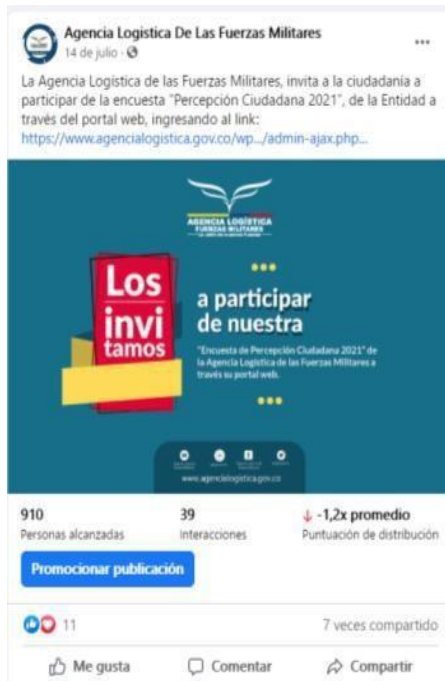 Agencia Logistica De Las Fuerzas Militares
14 de julio ·
La Agencia Logística de las Fuerzas Militares, invita a la ciudadanía a
participar de la encuesta "Percepción Ciudadana 2021", de la Entidad a
través del portal web, ingresando al link:
https://www.agencialogistica.gov.co/wp.../admin-ajax.php...
AGENCIA LOGÍSTICA
FUERZAS MILITARES
Los
invi
tamos
a participar
de nuestra
"Encuesta de Percepción Ciudadana 2021" de
la Agencia Logística de las Fuerzas Militares a
través su portal web.
www.agencialogistica.gov.co
910
Personas alcanzadas
39
Interacciones
-1,2x promedio
Puntuación de distribución
Promocionar publicación
11
7 veces compartido
Me gusta
Comentar
Compartir